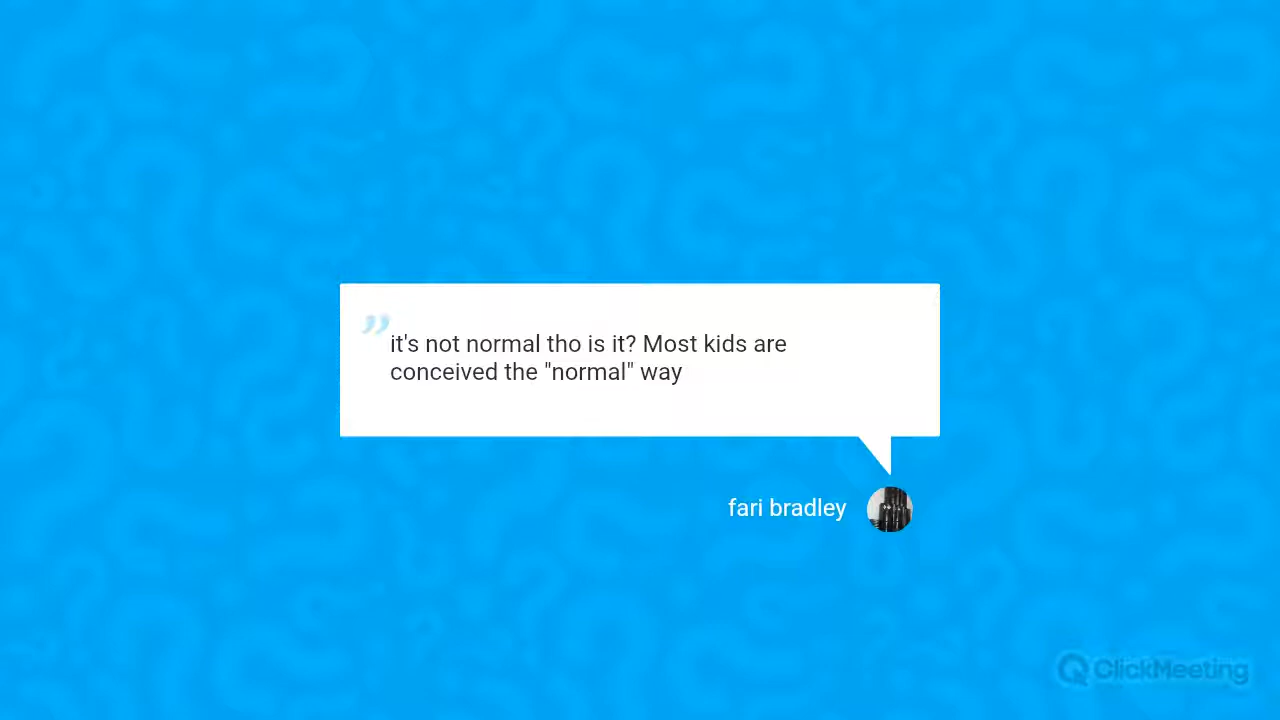 it's not normal tho is it? Most kids are
conceived the "normal" way
fari bradley
ClickMeeting